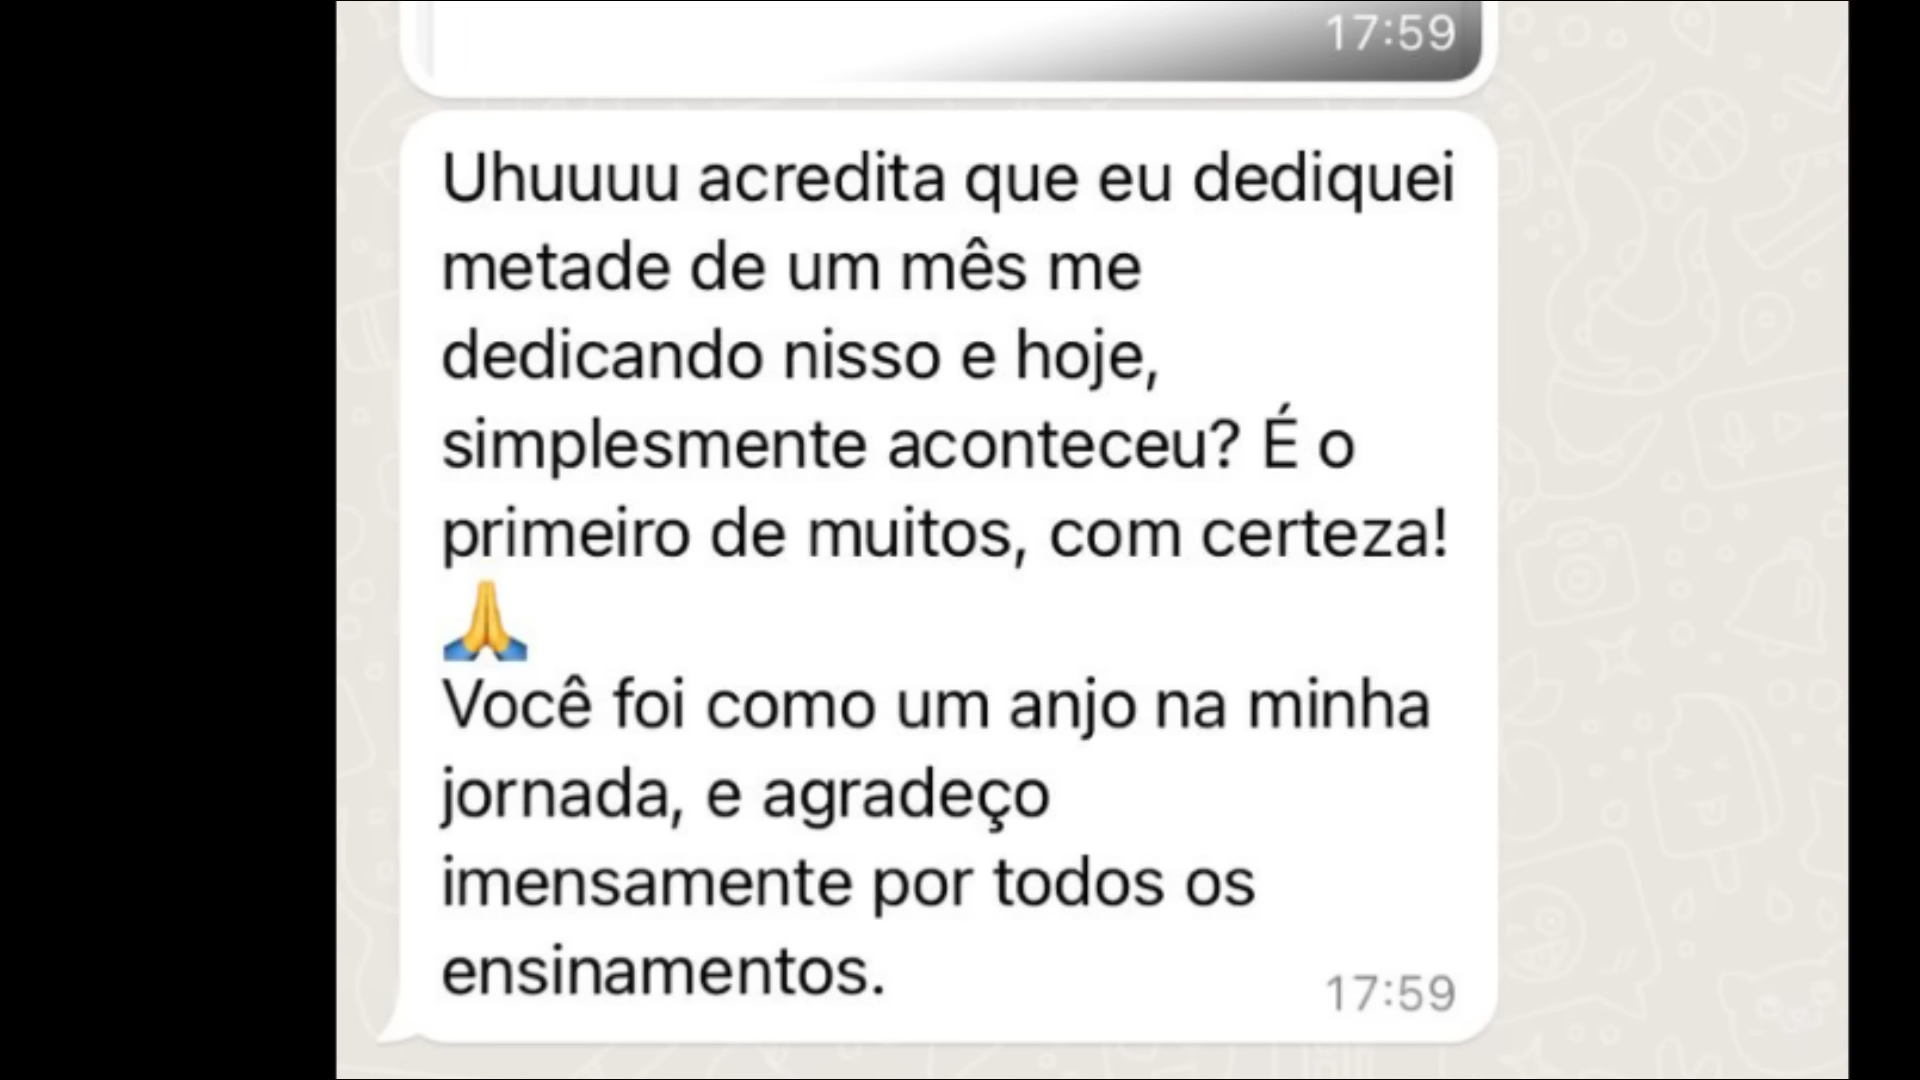 17:59
Uhuuuu acredita que eu dediquei
metade de um mês me
dedicando nisso e hoje,
simplesmente aconteceu? É o
primeiro de muitos, com certeza!
🙏
Você foi como um anjo na minha
jornada, e agradeço
imensamente por todos os
ensinamentos.
17:59